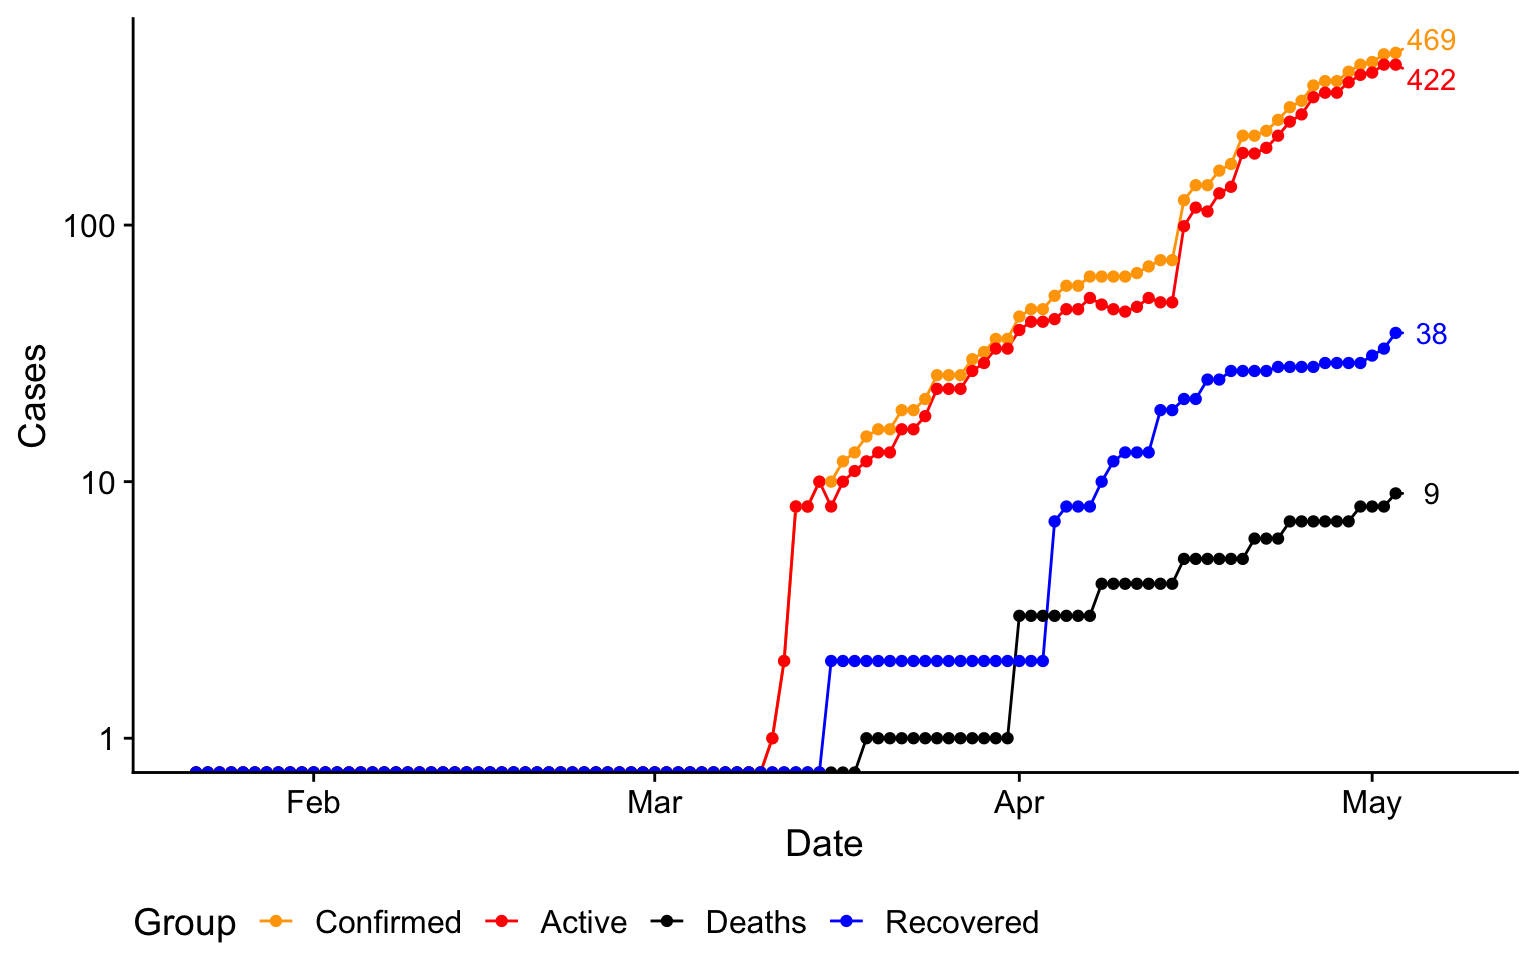 469
422
100
38
Cases
10
9
1
Feb Mar Apr May
Date
Group Confirmed Active Deaths Recovered